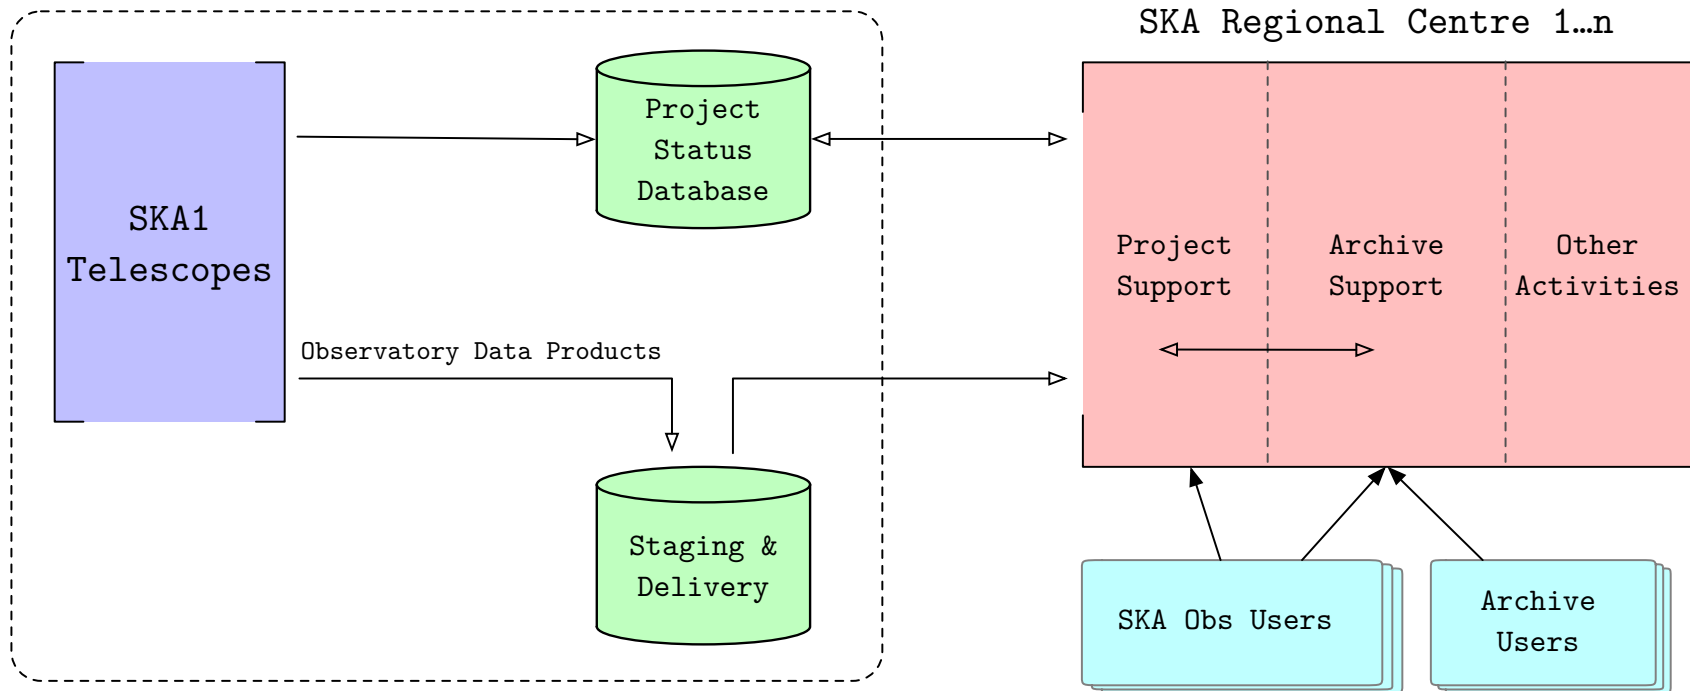 SKA Regional Centre 1…n
SKA1
Telescopes
Project
Status
Database
Project
Support
Archive
Support
Other
Activities
Observatory Data Products
Staging &
Delivery
SKA Obs Users
Archive
Users